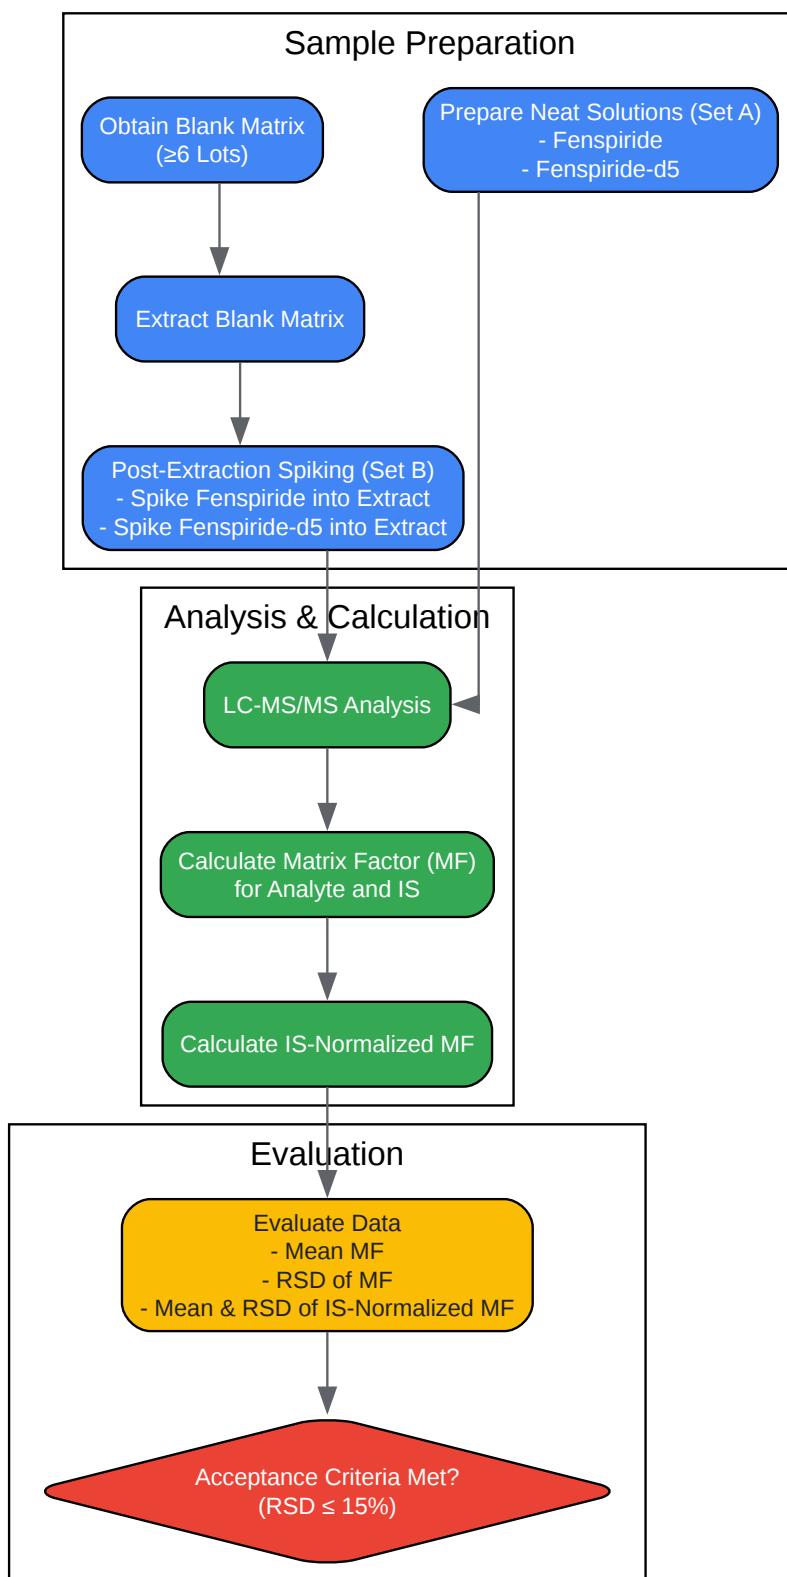 Sample Preparation
Obtain Blank Matrix
(≥6 Lots)
Prepare Neat Solutions (Set A)
- Fenspiride
- Fenspiride-d5
Extract Blank Matrix
Post-Extraction Spiking (Set B)
- Spike Fenspiride into Extract
- Spike Fenspiride-d5 into Extract
Analysis & Calculation
LC-MS/MS Analysis
Calculate Matrix Factor (MF)
for Analyte and IS
Calculate IS-Normalized MF
Evaluation
Evaluate Data
- Mean MF
- RSD of MF
- Mean & RSD of IS-Normalized MF
Acceptance Criteria Met?
(RSD ≤ 15%)